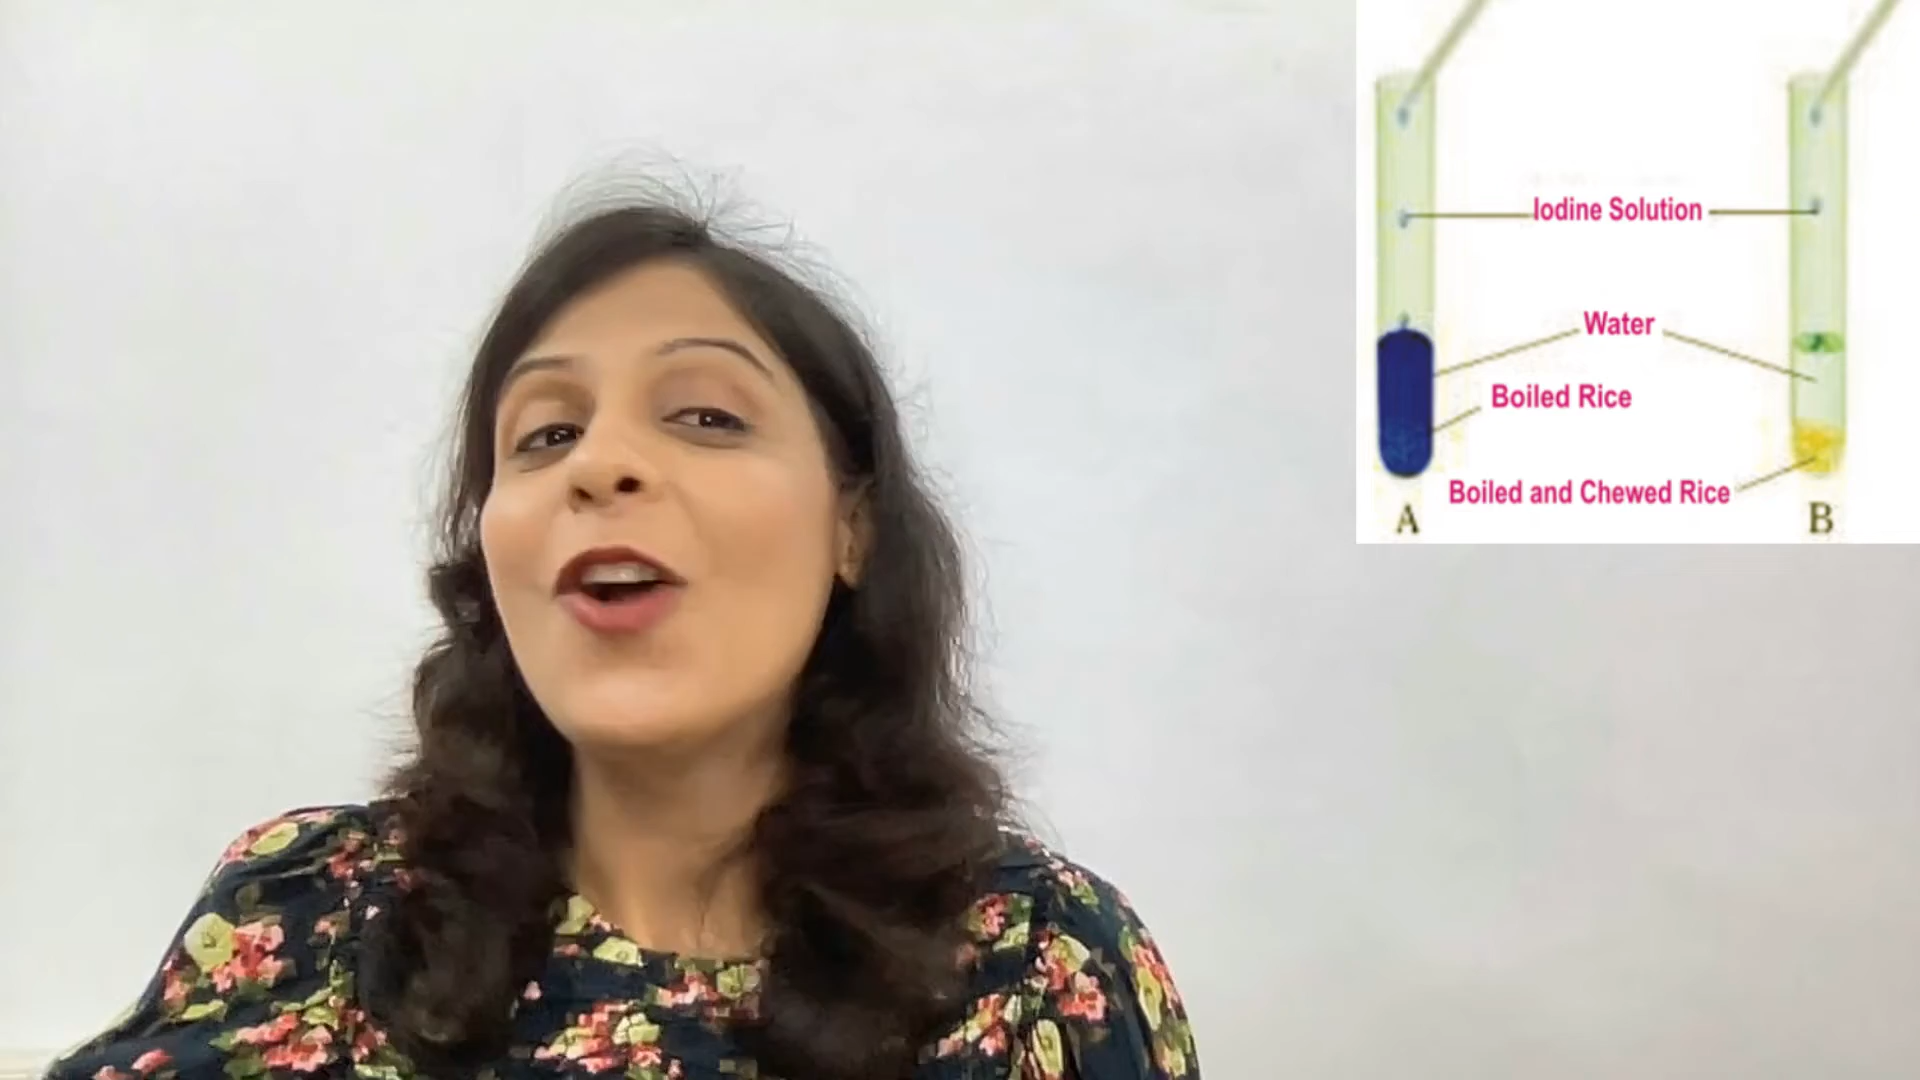 Iodine Solution
Water
Boiled Rice
Boiled and Chewed Rice
A
B